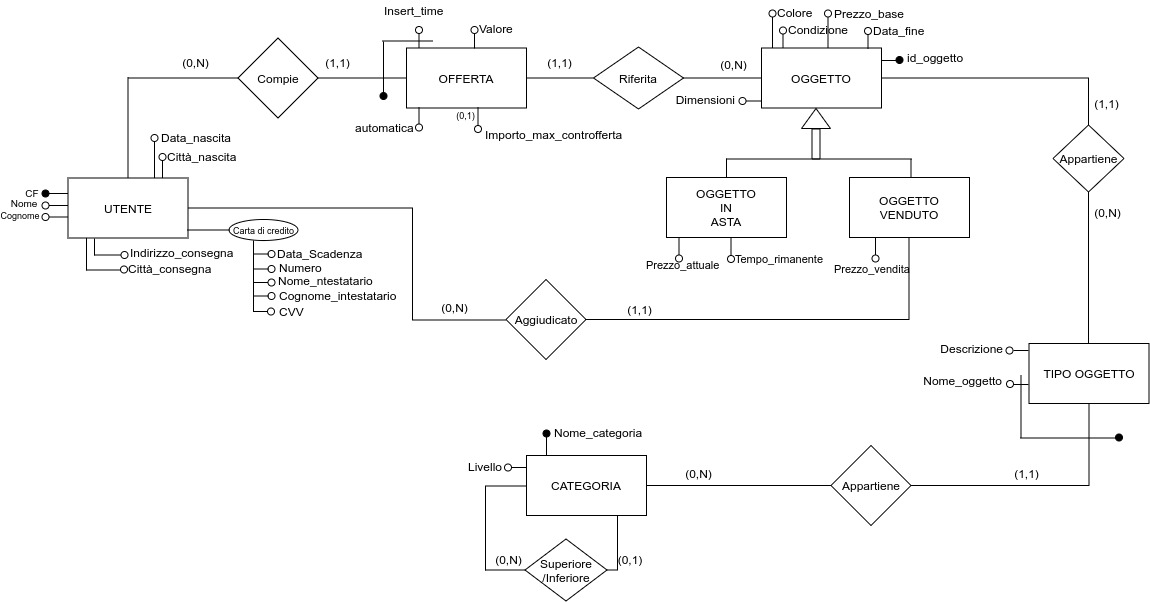 Insert_time
Valore
(0,N)
Compie
(1,1)
OFFERTA
automatica
(0,1)
Importo_max_controfferta
(1,1)
Riferita
(0,N)
Colore
Prezzo_base
Condizione
Data_fine
id_oggetto
OGGETTO
Dimensioni
(1,1)
Appartiene
(0,N)
Data_nascita
Città_nascita
CF
Nome
Cognome
UTENTE
Carta di credito
Indirizzo_consegna
Città_consegna
Data_Scadenza
Numero
Nome_ntestatario
Cognome_intestatario
CVV
OGGETTO
IN
ASTA
Prezzo_attuale
Tempo_rimanente
OGGETTO
VENDUTO
Prezzo_vendita
(0,N)
Aggiudicato
(1,1)
Descrizione
Nome_oggetto
TIPO OGGETTO
Nome_categoria
Livello
CATEGORIA
(0,N)
Appartiene
(1,1)
(0,N)
Superiore
/Inferiore
(0,1)